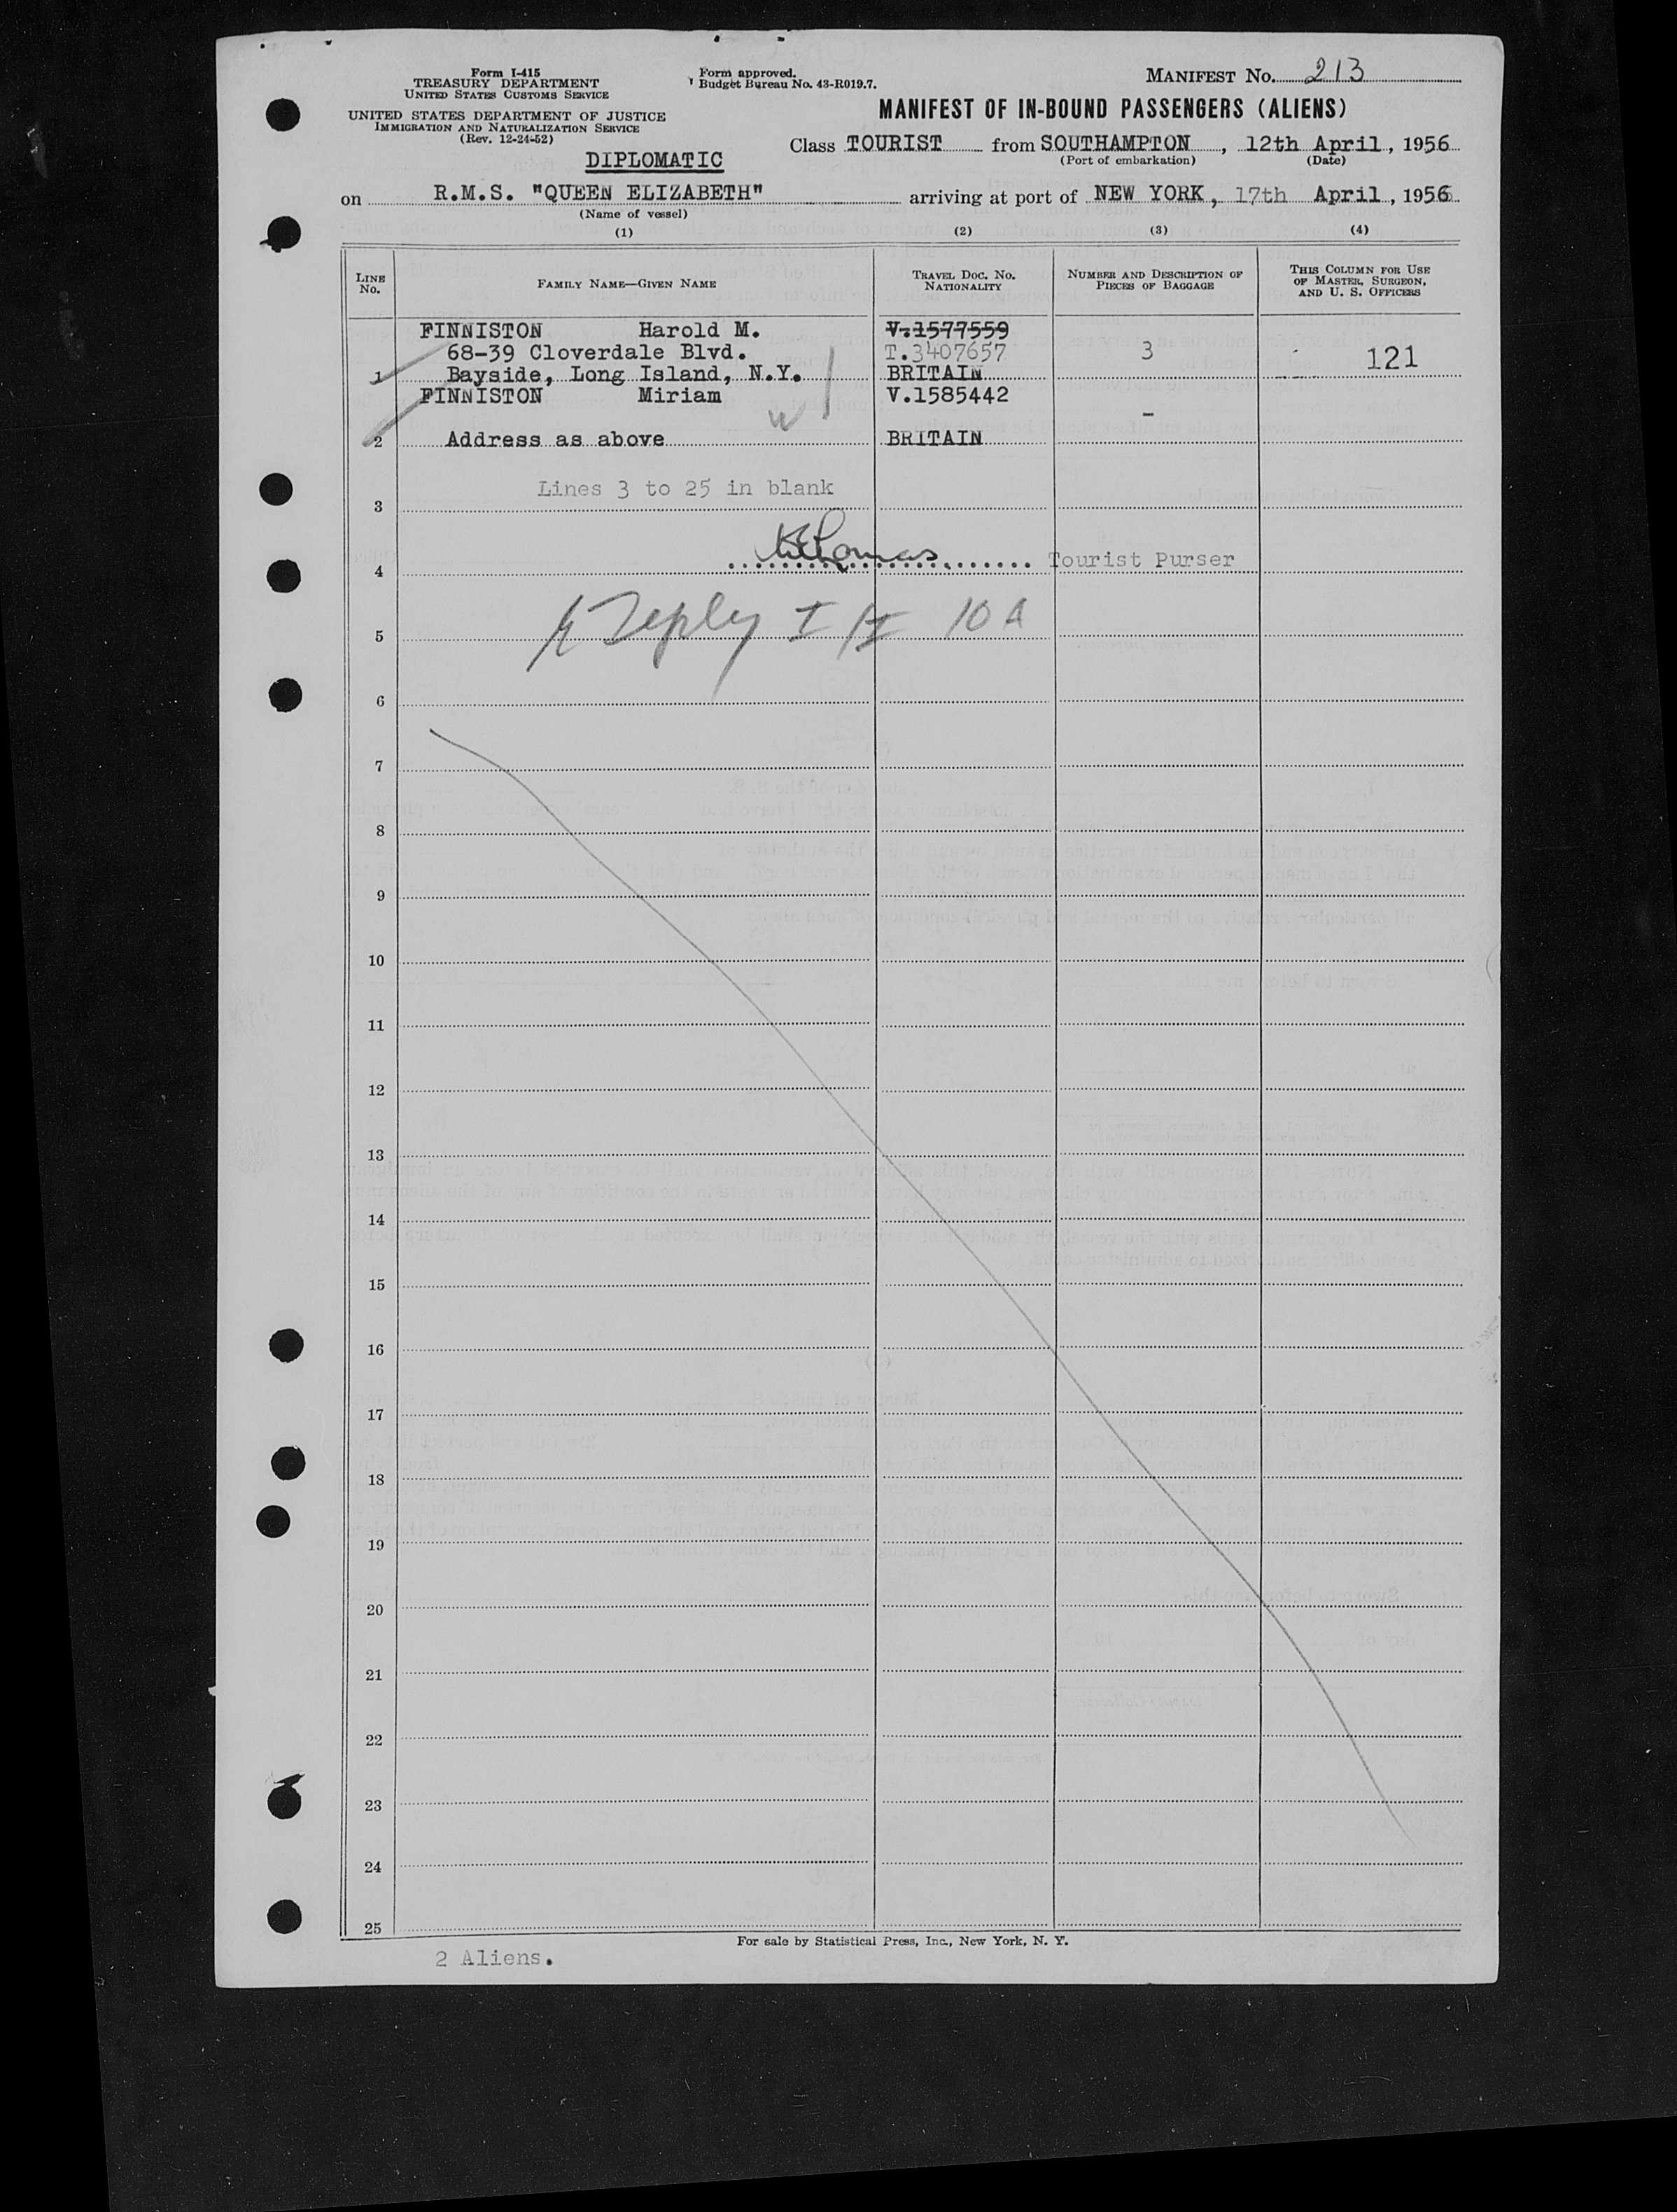 Form I-415
TREASURY DEPARTMENT
UNITED STATES CUSTOMS SERVICE
UNITED STATES DEPARTMENT OF JUSTICE
IMMIGRATION AND NATURALIZATION SERVICE
(Rev. 12-24-52)
Form approved.
Budget Bureau No. 43-R019.7.
MANIFEST No. 213
MANIFEST OF IN-BOUND PASSENGERS (ALIENS)
DIPLOMATIC
Class TOURIST from SOUTHAMPTON, 12th April, 1956
(Port of embarkation) (Date)
on R.M.S. "QUEEN ELIZABETH" arriving at port of NEW YORK, 17th April, 1956
(Name of vessel)
(1) (2) (3) (4)
LINE No. FAMILY NAME—GIVEN NAME TRAVEL DOC. No. NATIONALITY NUMBER AND DESCRIPTION OF PIECES OF BAGGAGE THIS COLUMN FOR USE OF MASTER, SURGEON, AND U. S. OFFICERS
FINNISTON Harold M. V.1577559
68-39 Cloverdale Blvd. T.3407657 3 121
1 Bayside, Long Island, N.Y. BRITAIN
FINNISTON Miriam V.1585442 -
W
2 Address as above BRITAIN
Lines 3 to 25 in blank
3
Tourist Purser
4
5 I 10 A
6
7
8
9
10
11
12
13
14
15
16
17
18
19
20
21
22
23
24
25
For sale by Statistical Press, Inc., New York, N. Y.
2 Aliens.